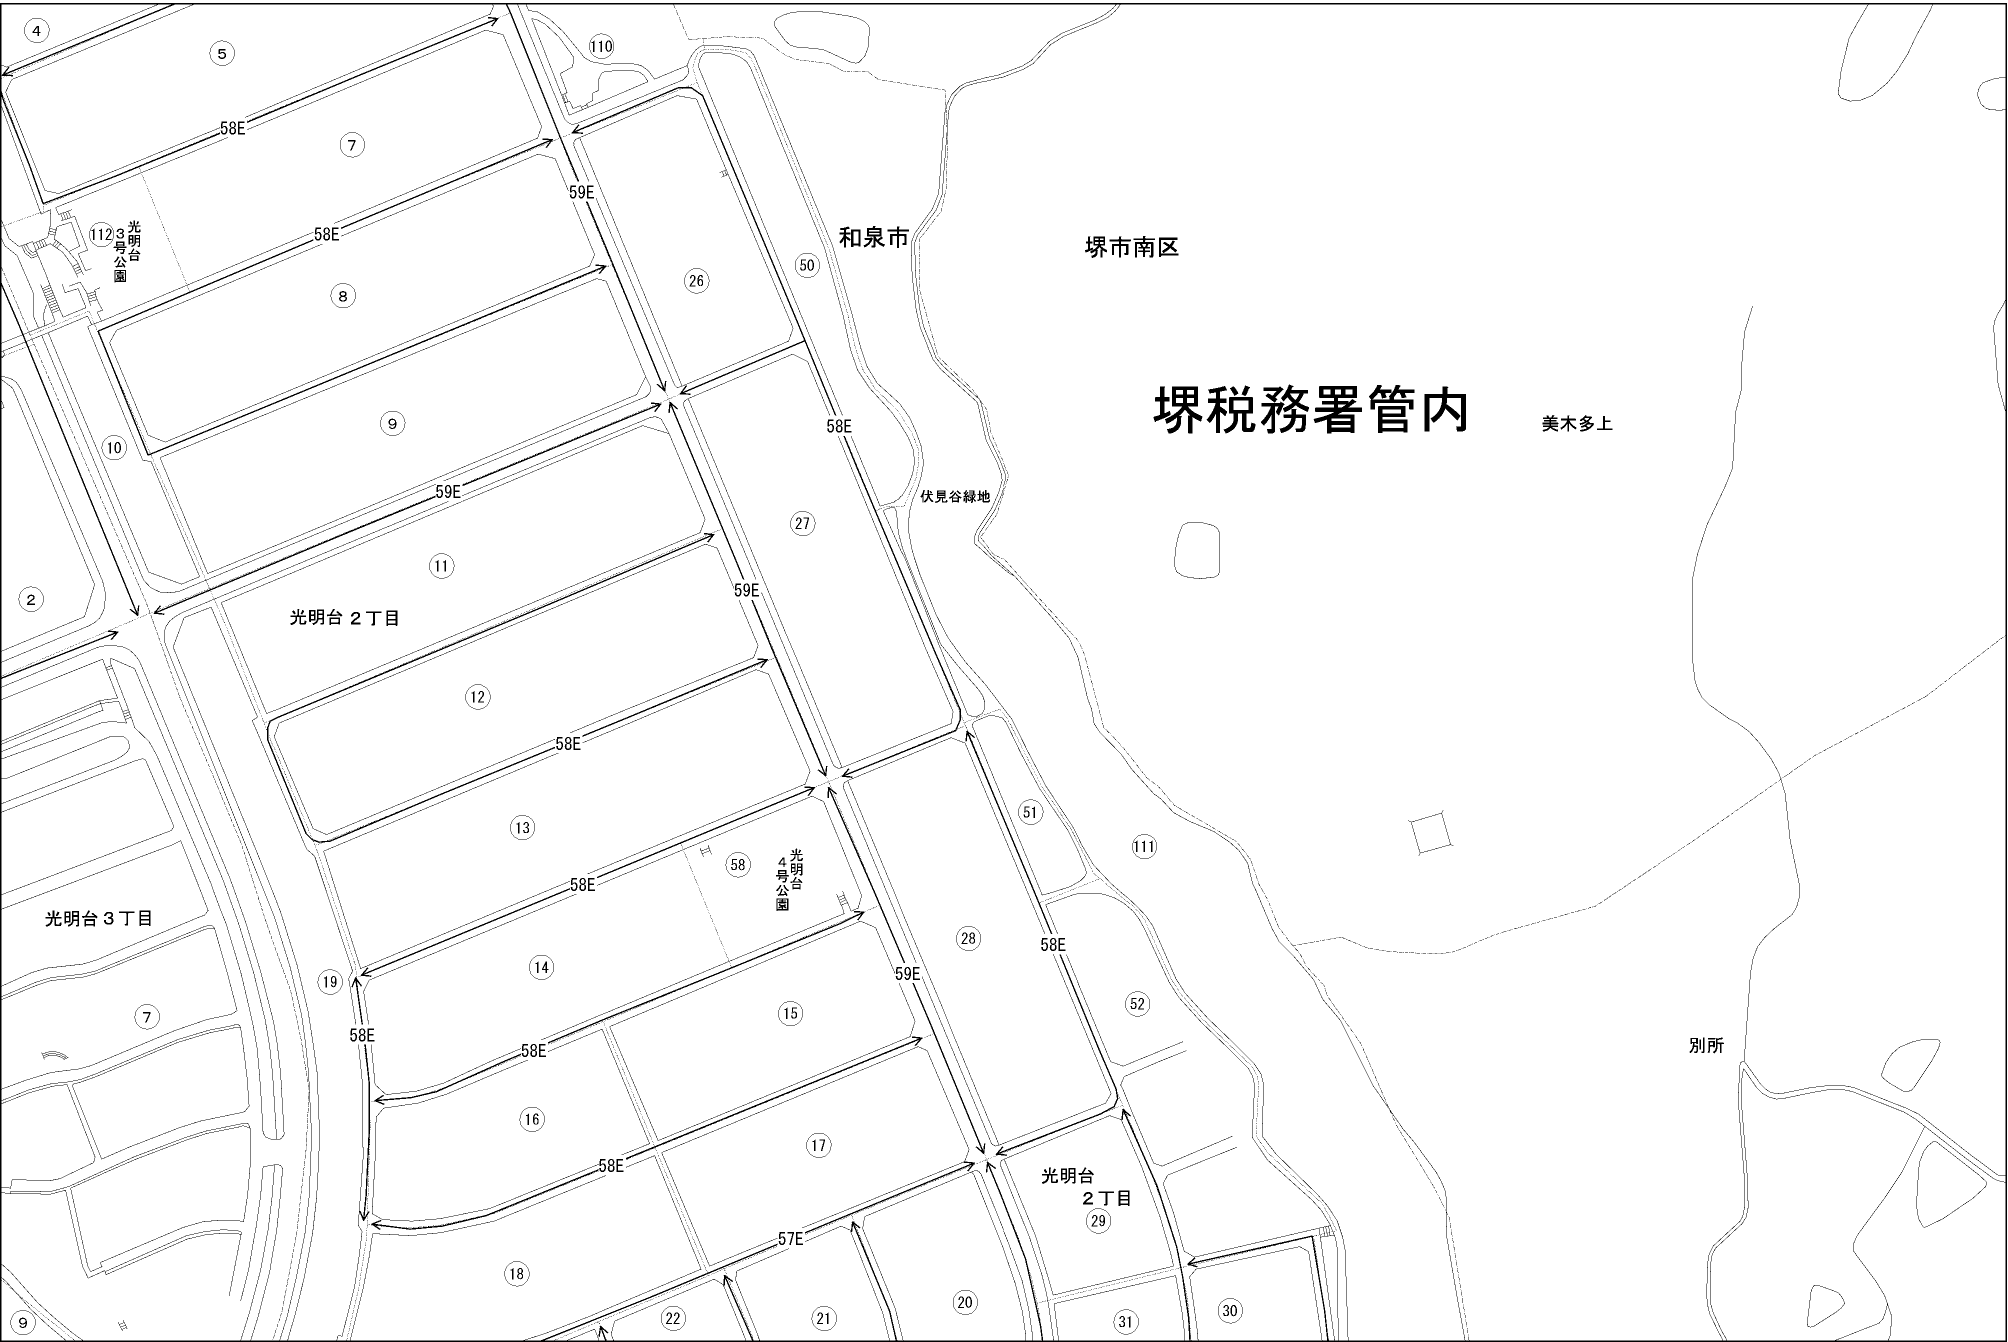 4
5
110
58E
7
59E
112
光明台
3号公園
58E
和泉市
堺市南区
50
26
8
堺税務署管内
美木多上
9
58E
10
59E
伏見谷緑地
27
11
59E
2
光明台2丁目
12
58E
13
51
111
58
光明台
4号公園
58E
光明台3丁目
28
58E
14
59E
19
52
7
15
58E
58E
別所
16
17
58E
光明台
2丁目
29
57E
18
20
30
22
21
31
9